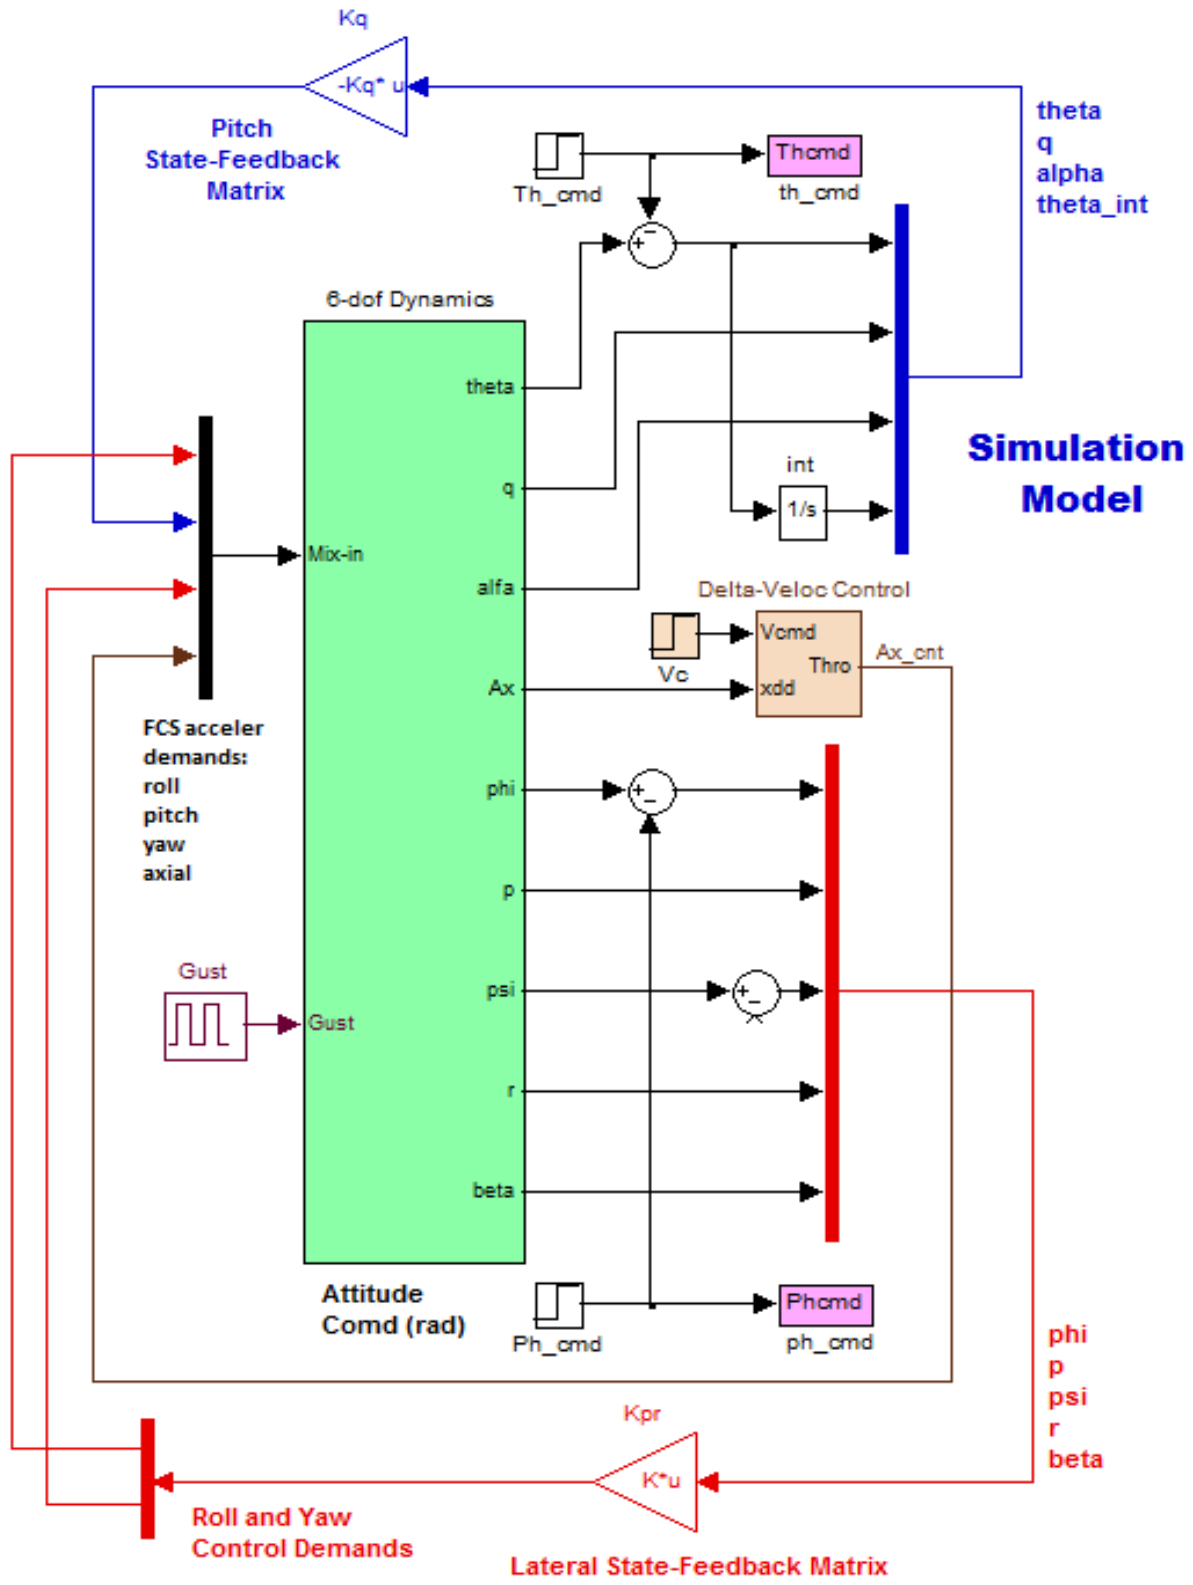 Kq
-Kq* u
Pitch
State-Feedback
Matrix
theta
q
alpha
theta_int
Th_cmd
Thcmd
th_cmd
6-dof Dynamics
theta
q
alfa
Ax
phi
p
psi
r
beta
Mix-in
Gust
int
1/s
Simulation
Model
Delta-Veloc Control
Vcmd
Thro
xdd
Vc
Ax_cnt
FCS acceler
demands:
roll
pitch
yaw
axial
Gust
Attitude
Comd (rad)
Ph_cmd
Phcmd
ph_cmd
phi
p
psi
r
beta
Kpr
K*u
Roll and Yaw
Control Demands
Lateral State-Feedback Matrix